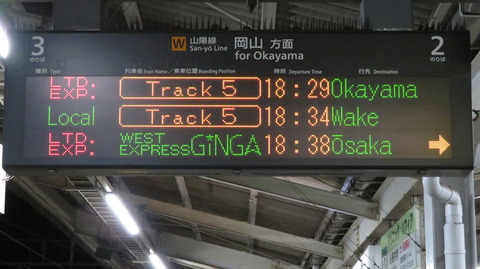 3 のりば
W 山陽線 San-yō Line 岡山 方面 for Okayama
2 のりば
種別 Type 列車名 Train Name / 乗車位置 Boarding Position 時刻 Departure Time 行先 Destination
LTD. EXP. Track 5 18:29 Okayama
Local Track 5 18:34 Wake
LTD. EXP. WEST EXPRESS GINGA 18:38 Ōsaka →